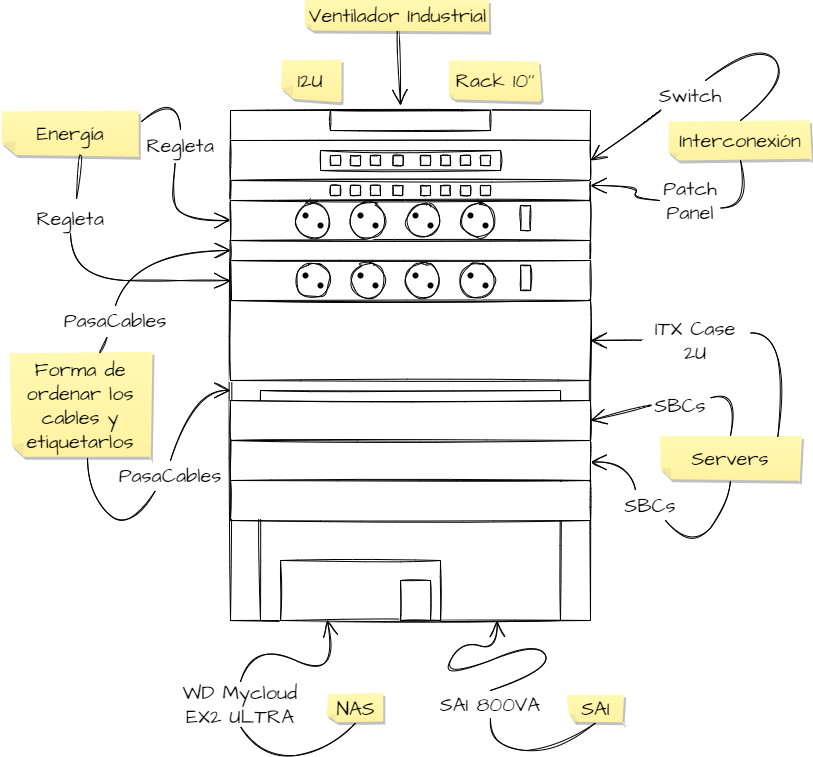 Ventilador Industrial
12U
Rack 10"
Switch
Energía
Regleta
Interconexión
Regleta
Patch
Panel
PasaCables
ITX Case
2U
Forma de
ordenar los
cables y
etiquetarlos
SBCs
Servers
PasaCables
SBCs
WD Mycloud
EX2 ULTRA
NAS
SAI 800VA
SAI